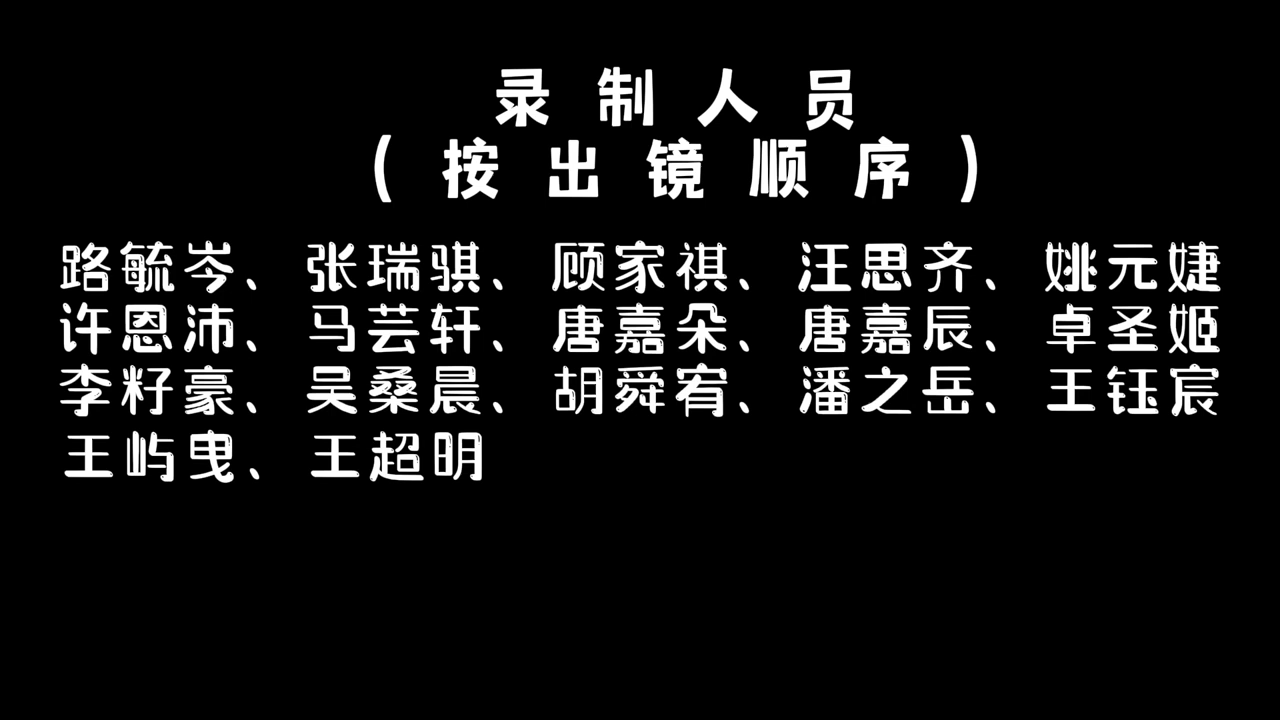 录制人员
(按出镜顺序)
路毓岑、张瑞骐、顾家祺、汪思齐、姚元婕
许恩沛、马芸轩、唐嘉朵、唐嘉辰、卓圣姬
李籽豪、吴桑晨、胡舜宥、潘之岳、王钰宸
王屿曳、王超明